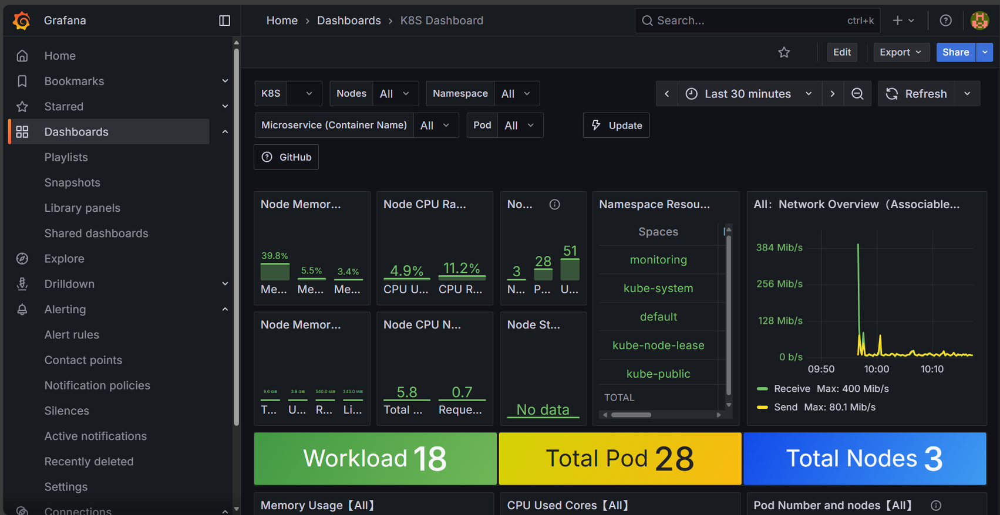 Grafana
Home › Dashboards › K8S Dashboard
Search...
ctrl+k
Home
Bookmarks
Starred
Dashboards
Playlists
Snapshots
Library panels
Shared dashboards
Explore
Drilldown
Alerting
Alert rules
Contact points
Notification policies
Silences
Active notifications
Recently deleted
Settings
Connections
Edit
Export
Share
K8S
Nodes All
Namespace All
Last 30 minutes
Refresh
Microservice (Container Name) All
Pod All
Update
GitHub
Node Memor...
39.8%
5.5%
3.4%
Me...
Me...
Me...
Node CPU Ra...
4.9%
11.2%
CPU U...
CPU R...
No...
3
28
51
N...
P...
U...
Node Memor...
9.6 GiB
3.8 GiB
540.0 MiB
340.0 MiB
T...
U...
R...
Li...
Node CPU N...
5.8
0.7
Total ...
Reque...
Node St...
No data
Namespace Resou...
Spaces
monitoring
kube-system
default
kube-node-lease
kube-public
TOTAL
All：Network Overview（Associable...
384 Mib/s
256 Mib/s
128 Mib/s
0 b/s
09:50
10:00
10:10
Receive Max: 400 Mib/s
Send Max: 80.1 Mib/s
Workload 18
Total Pod 28
Total Nodes 3
Memory Usage【All】
CPU Used Cores【All】
Pod Number and nodes【All】